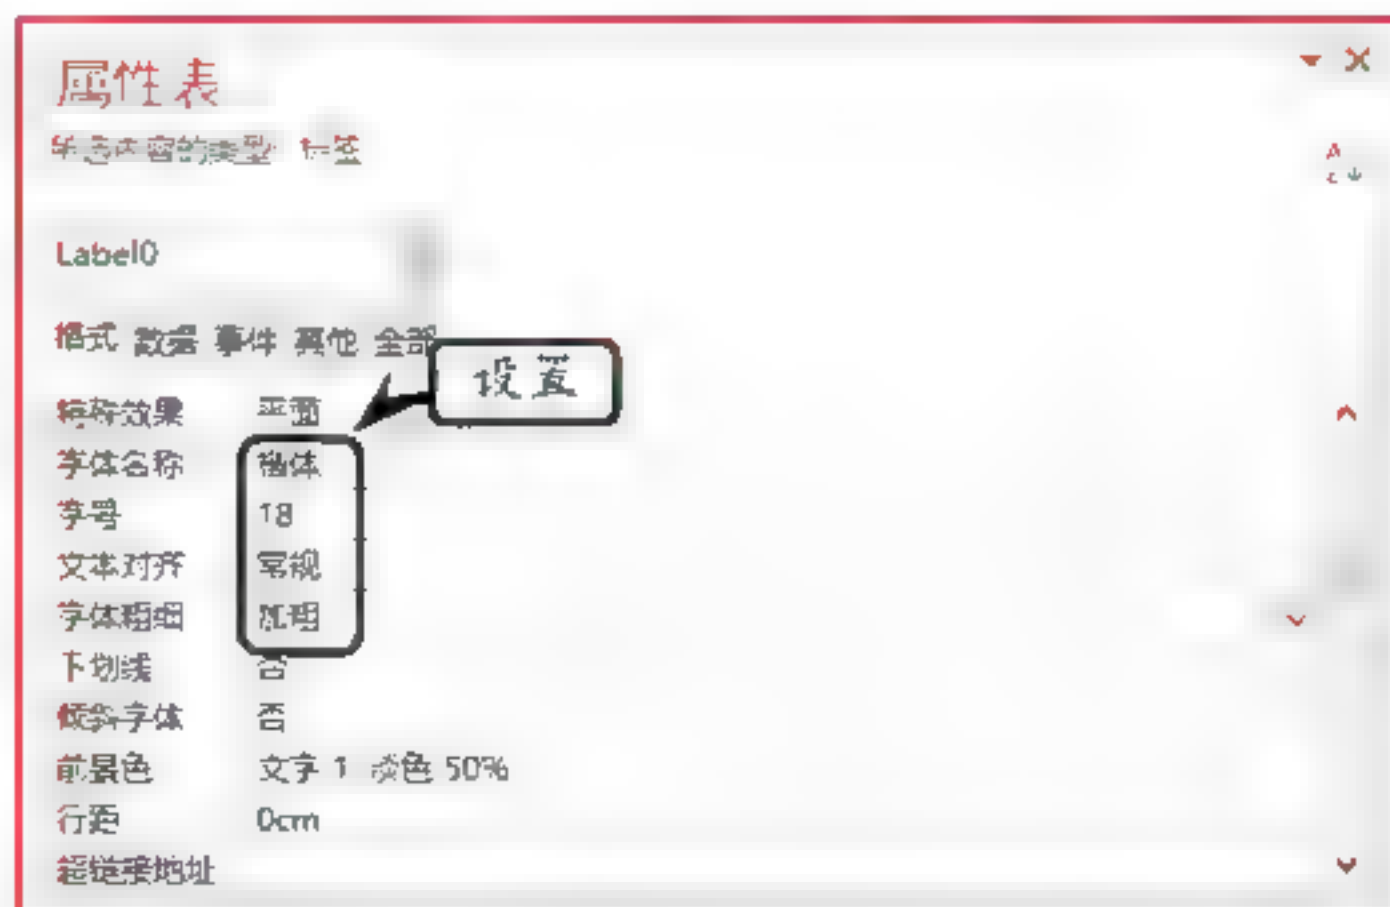 属性表
所选内容的类型: 标签
Label0
格式 数据 事件 其他 全部
设置
特殊效果 平面
字体名称 楷体
字号 18
文本对齐 常规
字体粗细 加粗
下划线 否
倾斜字体 否
前景色 文字 1, 淡色 50%
行距 0cm
超链接地址